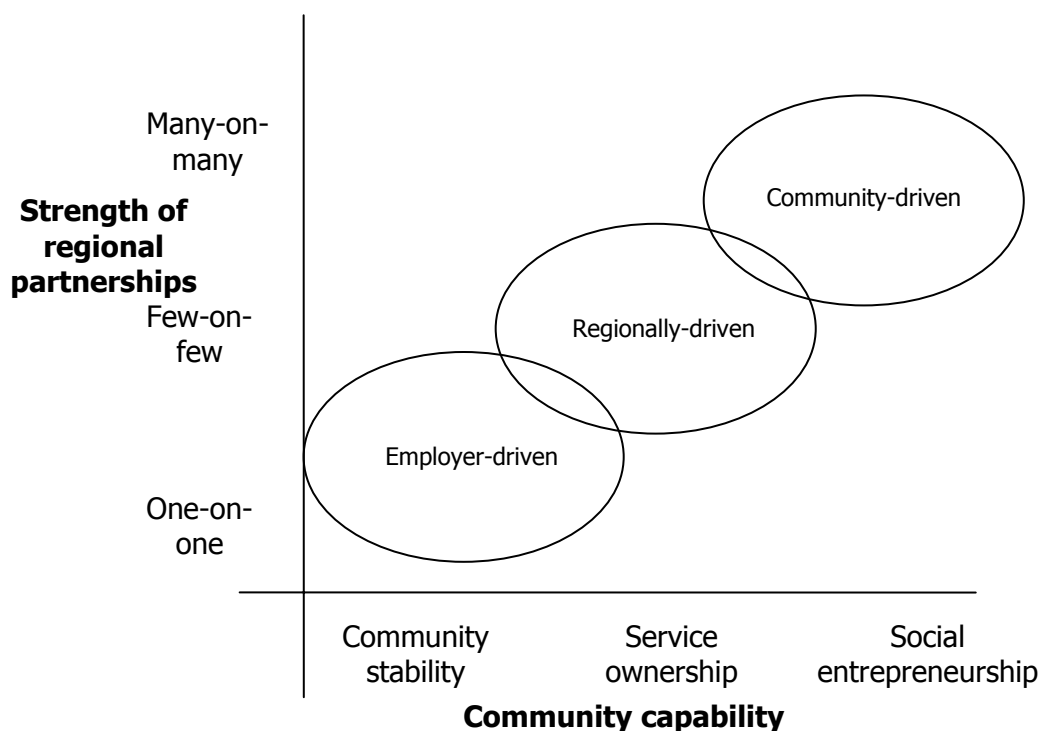 Many-on-
many
Strength of
regional
partnerships
Few-on-
few
One-on-
one
Community-driven
Regionally-driven
Employer-driven
Community
stability
Service
ownership
Social
entrepreneurship
Community capability